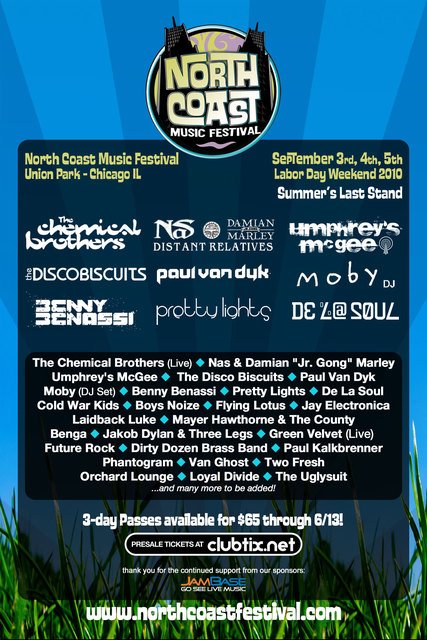 NORTH
COAST
MUSIC FESTIVAL
North Coast Music Festival
Union Park - Chicago IL
September 3rd, 4th, 5th
Labor Day Weekend 2010
Summer's Last Stand
The chemical brothers
NAS DAMIAN MARLEY
DISTANT RELATIVES
umphrey's mcgee
the DISCOBISCUITS
paul van dyk
moby DJ
BENNY BENASSI
pretty lights
DE L@ SOUL
The Chemical Brothers (Live) ◆ Nas & Damian "Jr. Gong" Marley
Umphrey's McGee ◆ The Disco Biscuits ◆ Paul Van Dyk
Moby (DJ Set) ◆ Benny Benassi ◆ Pretty Lights ◆ De La Soul
Cold War Kids ◆ Boys Noize ◆ Flying Lotus ◆ Jay Electronica
Laidback Luke ◆ Mayer Hawthorne & The County
Benga ◆ Jakob Dylan & Three Legs ◆ Green Velvet (Live)
Future Rock ◆ Dirty Dozen Brass Band ◆ Paul Kalkbrenner
Phantogram ◆ Van Ghost ◆ Two Fresh
Orchard Lounge ◆ Loyal Divide ◆ The Uglysuit
...and many more to be added!
3-day Passes available for $65 through 6/13!
PRESALE TICKETS AT clubtix.net
thank you for the continued support from our sponsors:
JAMBASE
GO SEE LIVE MUSIC
www.northcoastfestival.com